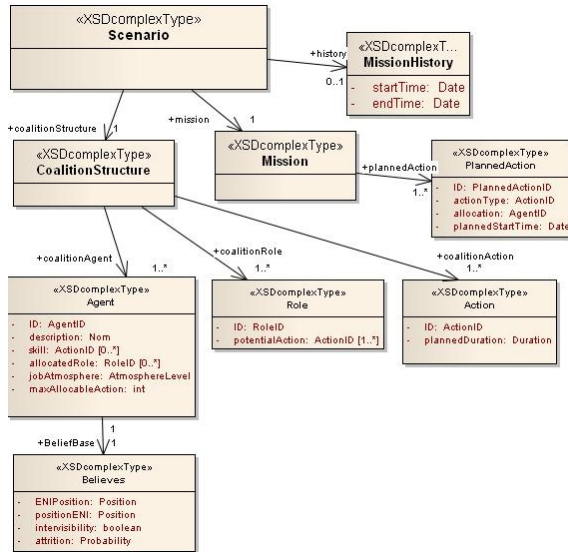 «XSDcomplexType»
Scenario
+history
0..1
«XSDcomplexT...
MissionHistory
- startTime: Date
- endTime: Date
+coalitionStructure
1
+mission
1
«XSDcomplexType»
CoalitionStructure
«XSDcomplexType»
Mission
+plannedAction
1..*
«XSDcomplexType»
PlannedAction
- ID: PlannedActionID
- actionType: ActionID
- allocation: AgentID
- plannedStartTime: Date
+coalitionAgent
1..*
+coalitionRole
1..*
+coalitionAction
1..*
«XSDcomplexType»
Agent
- ID: AgentID
- description: Nom
- skill: ActionID [0..*]
- allocatedRole: RoleID [0..*]
- jobAtmosphere: AtmosphereLevel
- maxAllocableAction: int
«XSDcomplexType»
Role
- ID: RoleID
- potentialAction: ActionID [1..*]
«XSDcomplexType»
Action
- ID: ActionID
- plannedDuration: Duration
1
+BeliefBase
1
«XSDcomplexType»
Believes
- ENIPosition: Position
- positionENI: Position
- intervisibility: boolean
- attrition: Probability